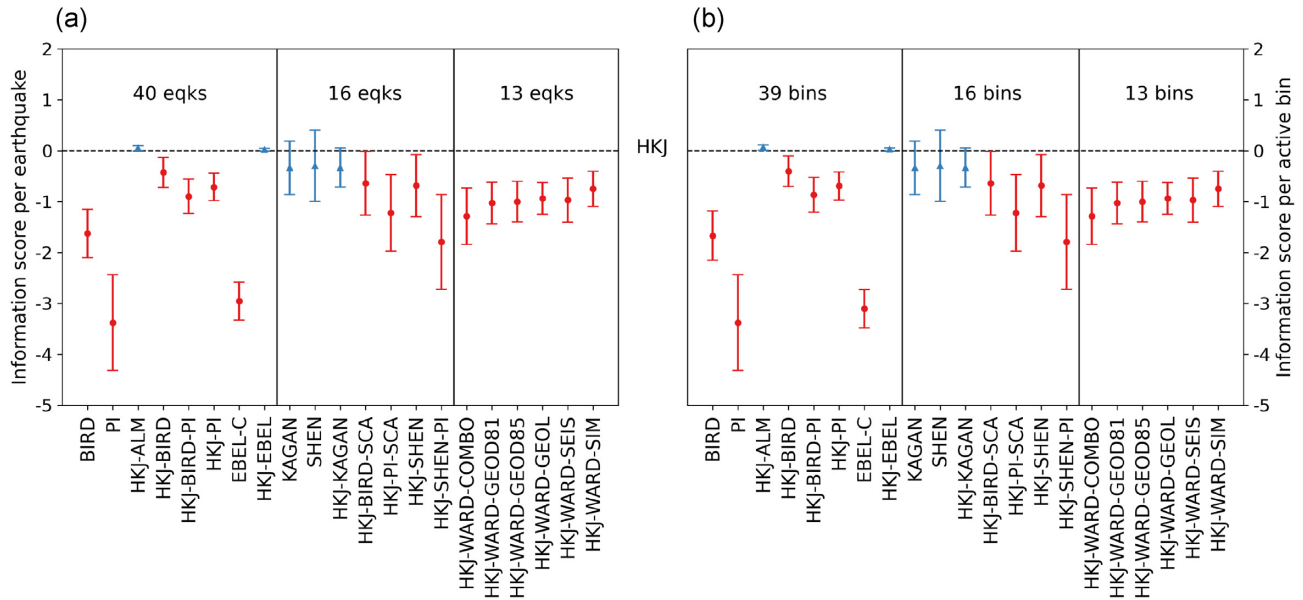 (a)
Information score per earthquake
2
1
0
-1
-2
-3
-4
-5
40 eqks
16 eqks
13 eqks
BIRD
PI
HKJ-ALM
HKJ-BIRD
HKJ-BIRD-PI
HKJ-PI
EBEL-C
HKJ-EBEL
KAGAN
SHEN
HKJ-KAGAN
HKJ-BIRD-SCA
HKJ-PI-SCA
HKJ-SHEN
HKJ-SHEN-PI
HKJ-WARD-COMBO
HKJ-WARD-GEOD81
HKJ-WARD-GEOD85
HKJ-WARD-GEOL
HKJ-WARD-SEIS
HKJ-WARD-SIM
(b)
HKJ
39 bins
16 bins
13 bins
2
1
0
-1
-2
-3
-4
-5
Information score per active bin
BIRD
PI
HKJ-ALM
HKJ-BIRD
HKJ-BIRD-PI
HKJ-PI
EBEL-C
HKJ-EBEL
KAGAN
SHEN
HKJ-KAGAN
HKJ-BIRD-SCA
HKJ-PI-SCA
HKJ-SHEN
HKJ-SHEN-PI
HKJ-WARD-COMBO
HKJ-WARD-GEOD81
HKJ-WARD-GEOD85
HKJ-WARD-GEOL
HKJ-WARD-SEIS
HKJ-WARD-SIM